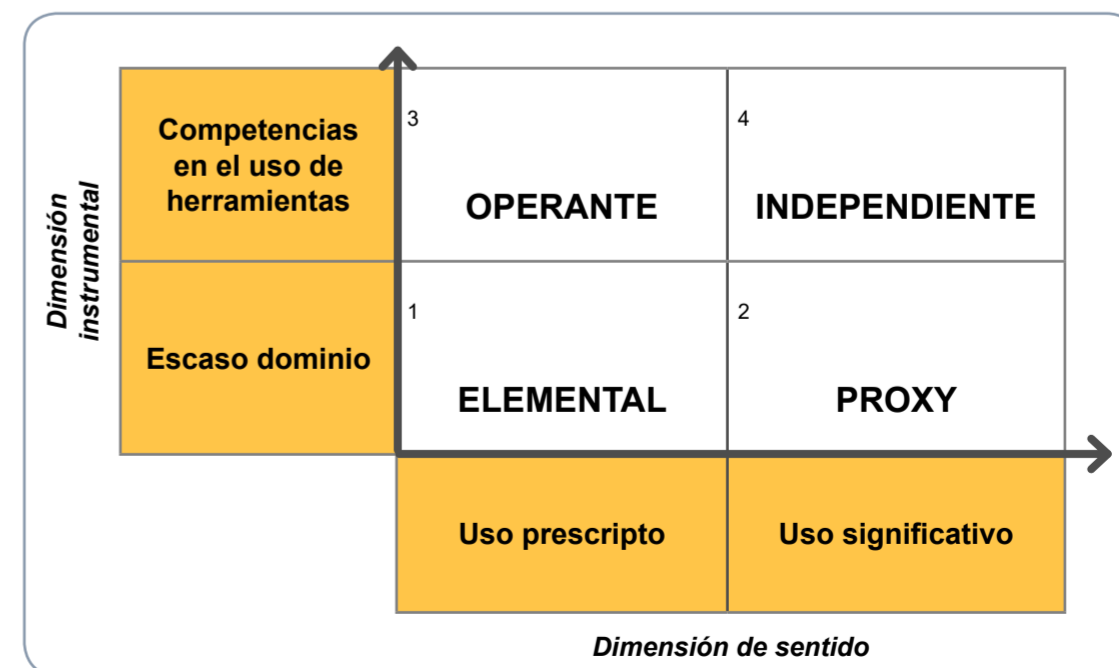 Dimensión
instrumental
Competencias
en el uso de
herramientas
3
OPERANTE
4
INDEPENDIENTE
Escaso dominio
1
ELEMENTAL
2
PROXY
Uso prescripto
Uso significativo
Dimensión de sentido